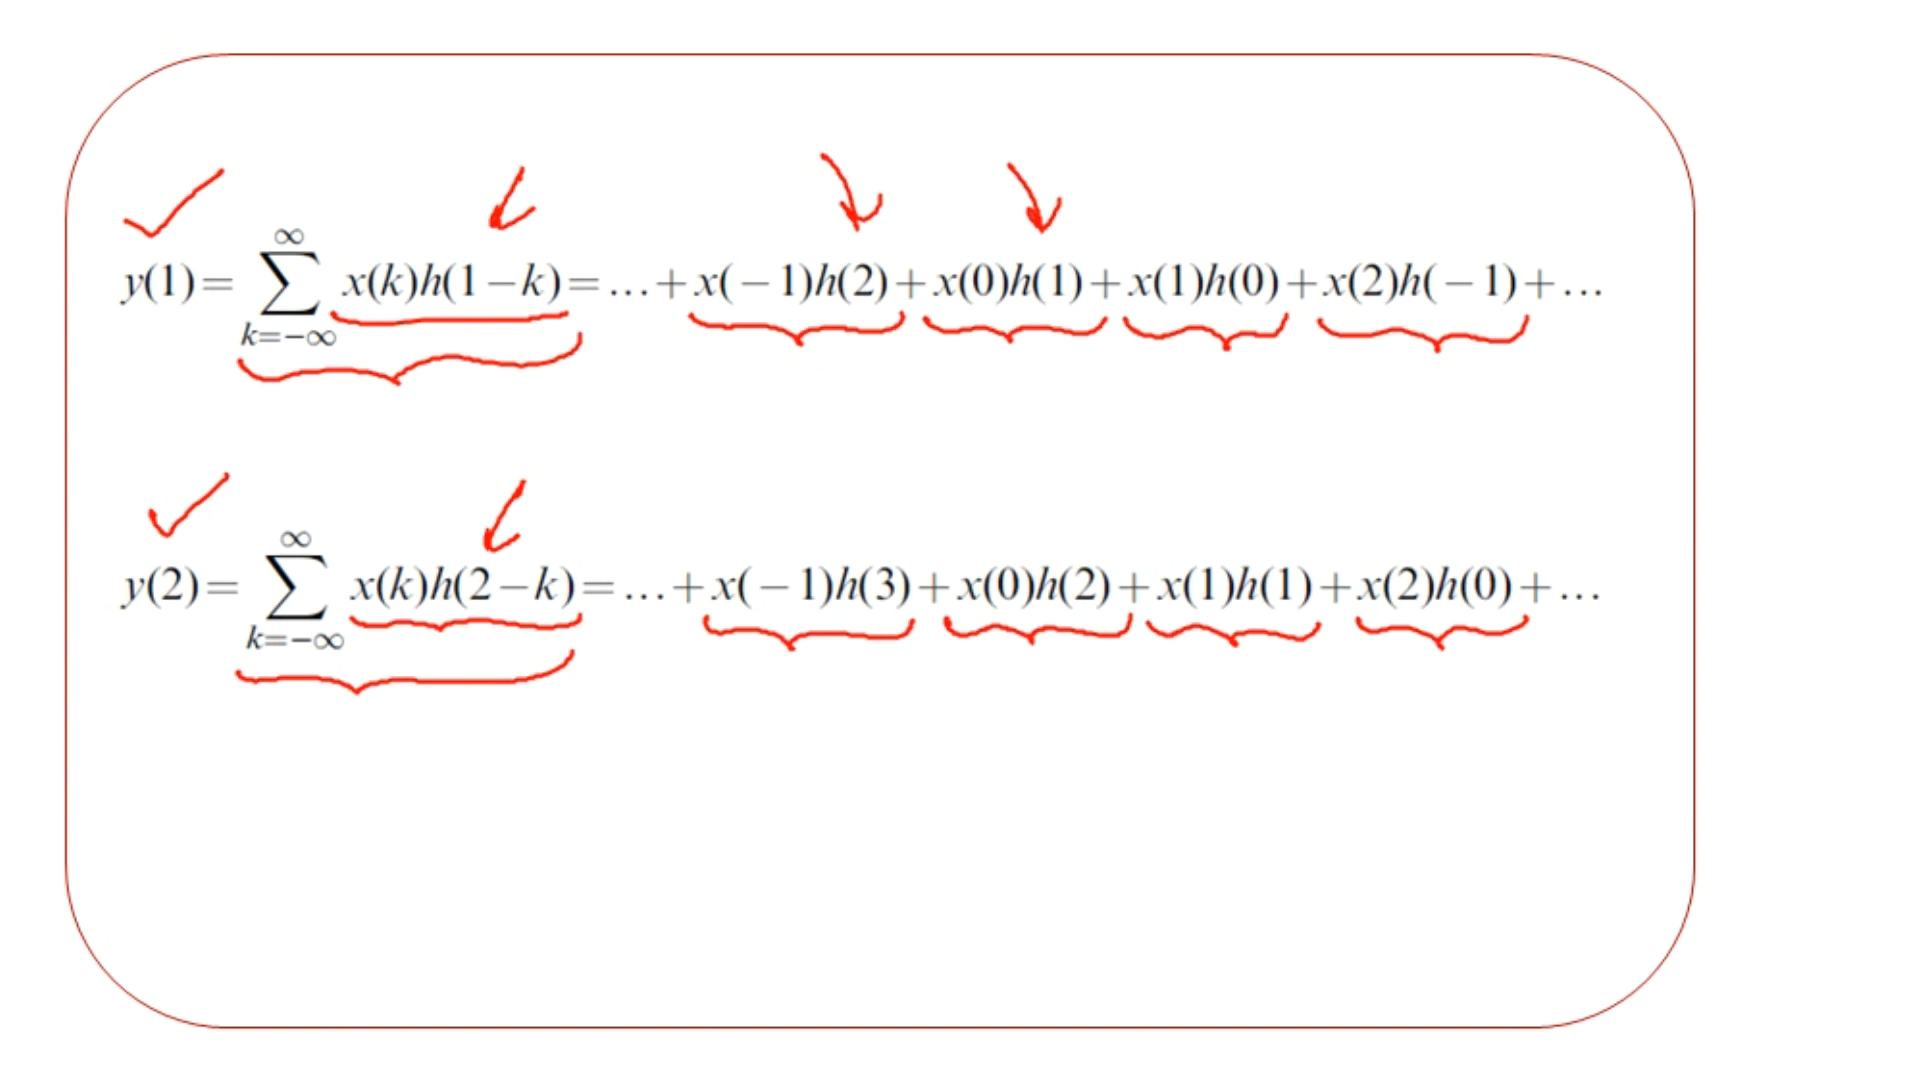 y(1)= ∑_{k=−∞}^{∞} x(k)h(1−k)=...+x(−1)h(2)+x(0)h(1)+x(1)h(0)+x(2)h(−1)+...
y(2)= ∑_{k=−∞}^{∞} x(k)h(2−k)=...+x(−1)h(3)+x(0)h(2)+x(1)h(1)+x(2)h(0)+...